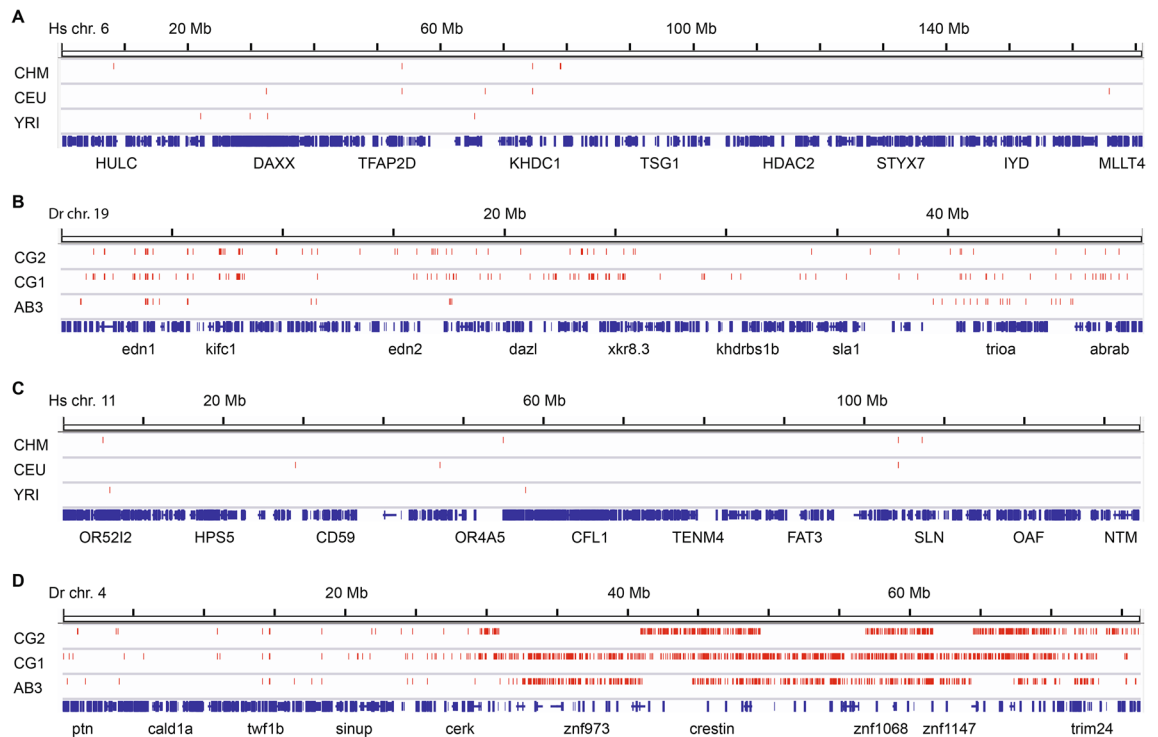 A
Hs chr. 6 20 Mb 60 Mb 100 Mb 140 Mb
CHM
CEU
YRI
HULC DAXX TFAP2D KHDC1 TSG1 HDAC2 STYX7 IYD MLLT4
B
Dr chr. 19 20 Mb 40 Mb
CG2
CG1
AB3
edn1 kifc1 edn2 dazl xkr8.3 khdrbs1b sla1 trioa abrab
C
Hs chr. 11 20 Mb 60 Mb 100 Mb
CHM
CEU
YRI
OR52I2 HPS5 CD59 OR4A5 CFL1 TENM4 FAT3 SLN OAF NTM
D
Dr chr. 4 20 Mb 40 Mb 60 Mb
CG2
CG1
AB3
ptn cald1a twf1b sinup cerk znf973 crestin znf1068 znf1147 trim24